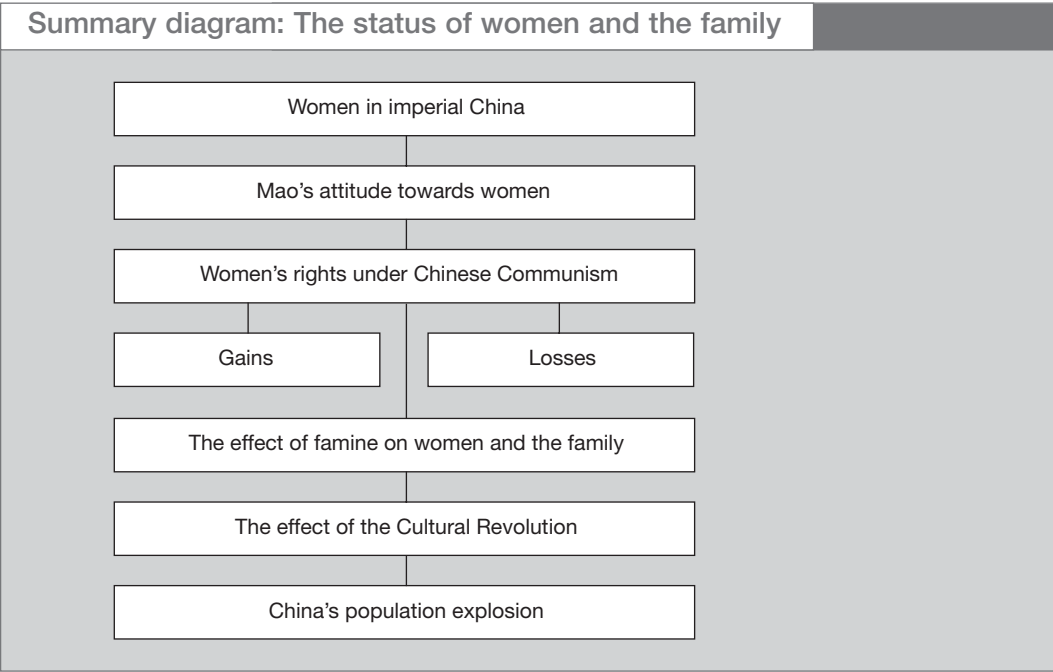 Summary diagram: The status of women and the family
Women in imperial China
Mao's attitude towards women
Women's rights under Chinese Communism
Gains
Losses
The effect of famine on women and the family
The effect of the Cultural Revolution
China's population explosion